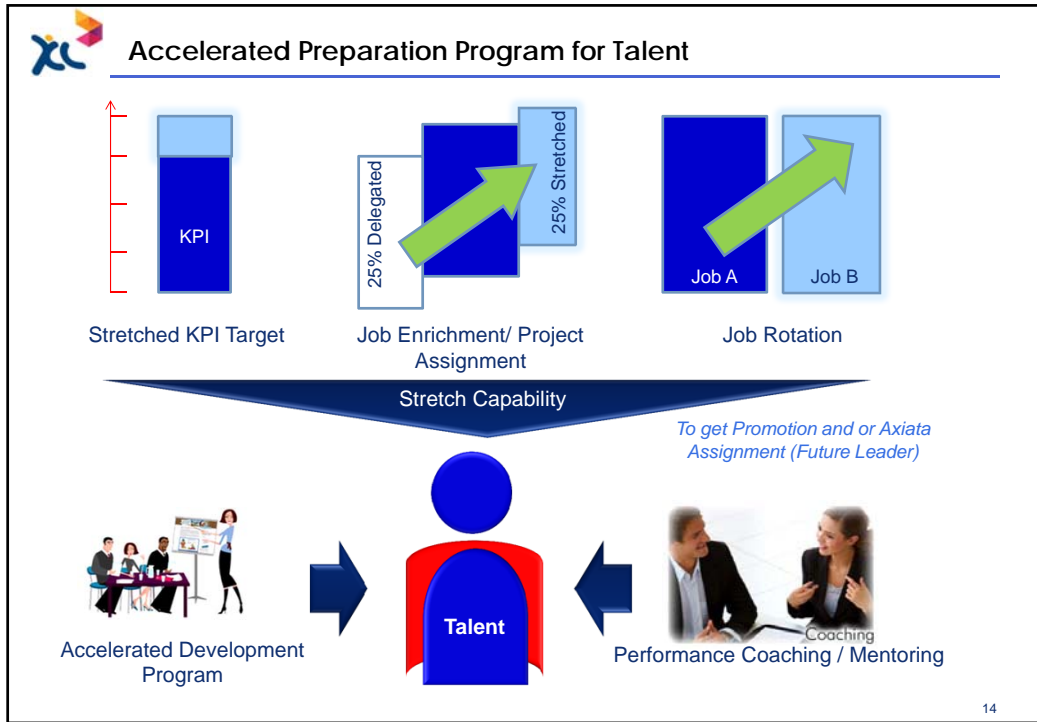 XL
Accelerated Preparation Program for Talent
KPI
Stretched KPI Target
25% Delegated
25% Stretched
Job Enrichment/ Project
Assignment
Job A
Job B
Job Rotation
Stretch Capability
To get Promotion and or Axiata
Assignment (Future Leader)
Accelerated Development
Program
Talent
Coaching
Performance Coaching / Mentoring
14